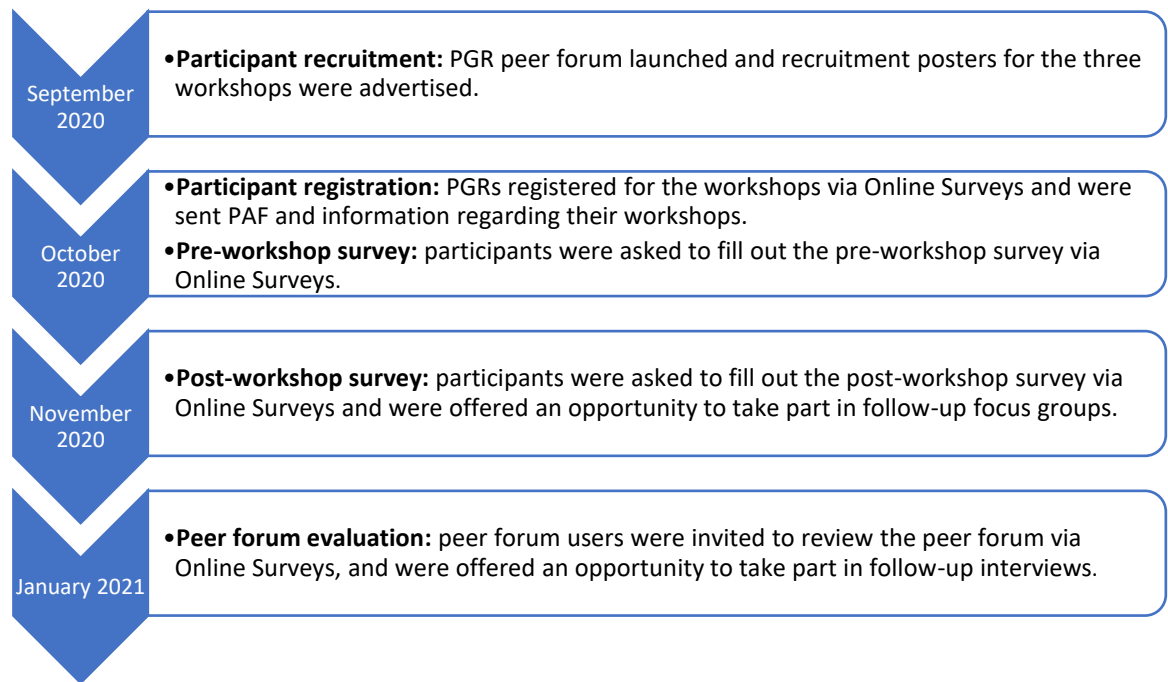 September
2020
•Participant recruitment: PGR peer forum launched and recruitment posters for the three
workshops were advertised.
October
2020
•Participant registration: PGRs registered for the workshops via Online Surveys and were
sent PAF and information regarding their workshops.
•Pre-workshop survey: participants were asked to fill out the pre-workshop survey via
Online Surveys.
November
2020
•Post-workshop survey: participants were asked to fill out the post-workshop survey via
Online Surveys and were offered an opportunity to take part in follow-up focus groups.
January 2021
•Peer forum evaluation: peer forum users were invited to review the peer forum via
Online Surveys, and were offered an opportunity to take part in follow-up interviews.